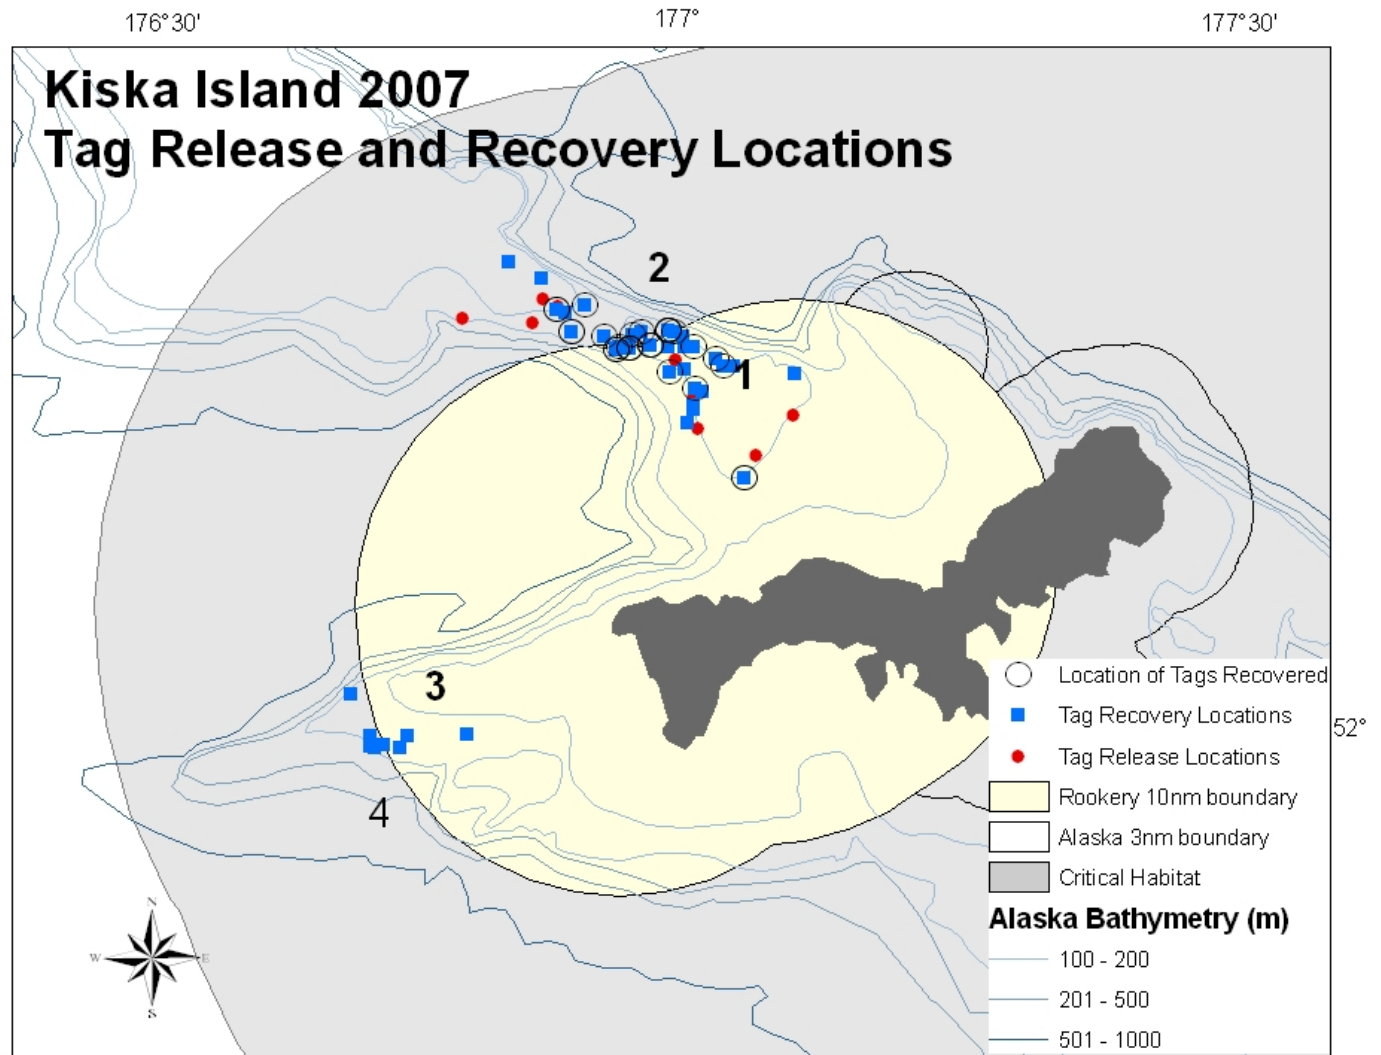 176°30' 177° 177°30'
Kiska Island 2007
Tag Release and Recovery Locations
2
1
3
4
52°
N
W E
S
Location of Tags Recovered
Tag Recovery Locations
Tag Release Locations
Rookery 10nm boundary
Alaska 3nm boundary
Critical Habitat
Alaska Bathymetry (m)
100 - 200
201 - 500
501 - 1000